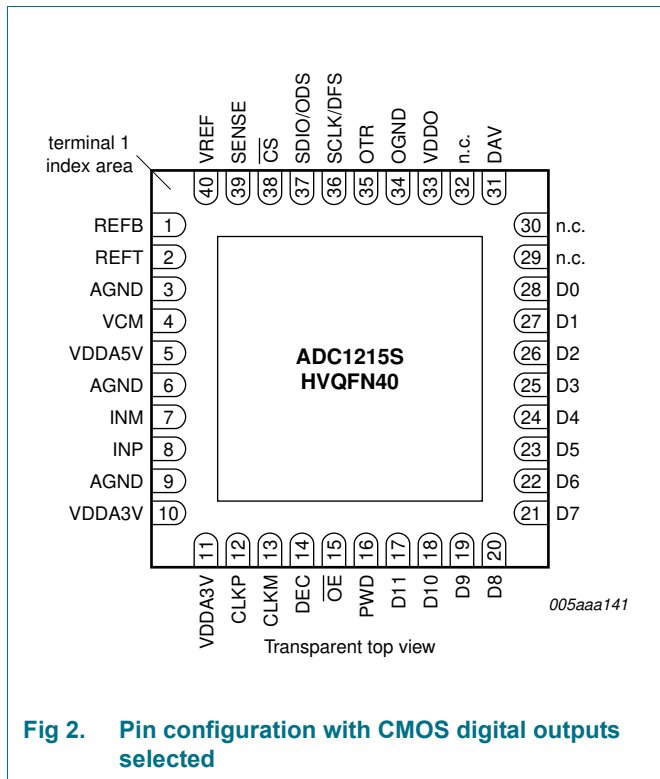 terminal 1
index area
40 VREF
39 SENSE
38 C̅S̅
37 SDIO/ODS
36 SCLK/DFS
35 OTR
34 OGND
33 VDDO
32 n.c.
31 DAV
REFB 1
REFT 2
AGND 3
VCM 4
VDDA5V 5
AGND 6
INM 7
INP 8
AGND 9
VDDA3V 10
ADC1215S
HVQFN40
30 n.c.
29 n.c.
28 D0
27 D1
26 D2
25 D3
24 D4
23 D5
22 D6
21 D7
VDDA3V 11
CLKP 12
CLKM 13
DEC 14
O̅E̅ 15
PWD 16
D11 17
D10 18
D9 19
D8 20
005aaa141
Transparent top view
Fig 2. Pin configuration with CMOS digital outputs
selected